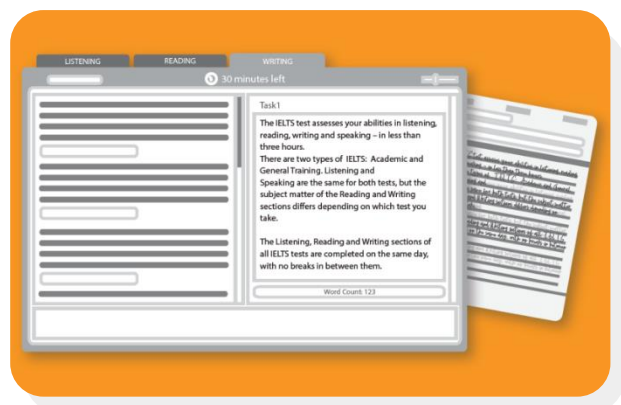 LISTENING
READING
WRITING
30 minutes left
Task1
The IELTS test assesses your abilities in listening,
reading, writing and speaking – in less than
three hours.
There are two types of IELTS: Academic and
General Training. Listening and
Speaking are the same for both tests, but the
subject matter of the Reading and Writing
sections differs depending on which test you
take.
The Listening, Reading and Writing sections of
all IELTS tests are completed on the same day,
with no breaks in between them.
Word Count: 123